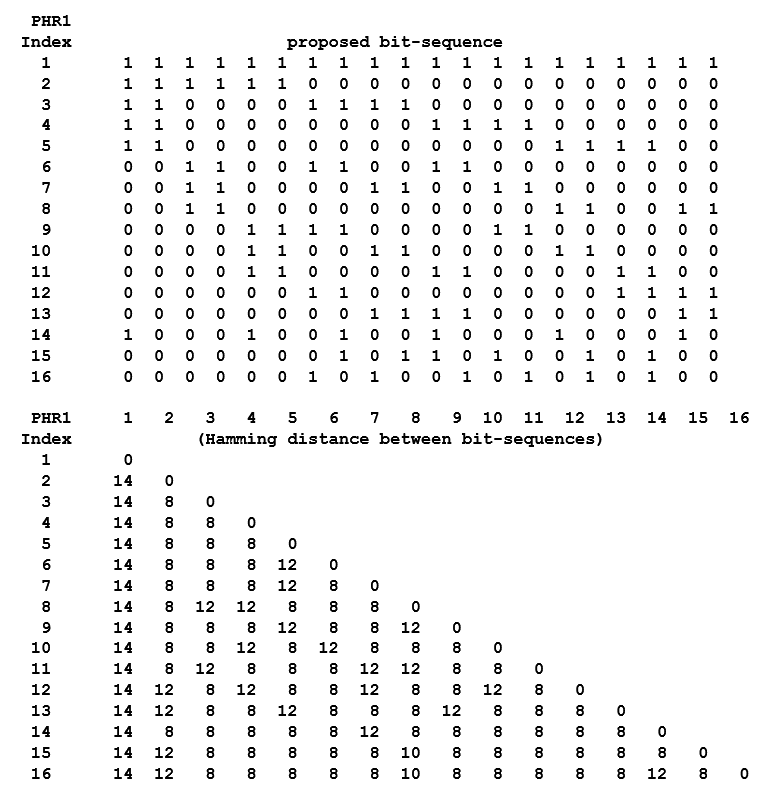 PHR1
Index proposed bit-sequence
1 1 1 1 1 1 1 1 1 1 1 1 1 1 1 1 1 1 1 1 1
2 1 1 1 1 1 1 0 0 0 0 0 0 0 0 0 0 0 0 0 0
3 1 1 0 0 0 0 1 1 1 1 0 0 0 0 0 0 0 0 0 0
4 1 1 0 0 0 0 0 0 0 0 1 1 1 1 0 0 0 0 0 0
5 1 1 0 0 0 0 0 0 0 0 0 0 0 0 1 1 1 1 0 0
6 0 0 1 1 0 0 1 1 0 0 1 1 0 0 0 0 0 0 0 0
7 0 0 1 1 0 0 0 0 1 1 0 0 1 1 0 0 0 0 0 0
8 0 0 1 1 0 0 0 0 0 0 0 0 0 0 1 1 0 0 1 1
9 0 0 0 0 1 1 1 1 0 0 0 0 1 1 0 0 0 0 0 0
10 0 0 0 0 1 1 0 0 1 1 0 0 0 0 1 1 0 0 0 0
11 0 0 0 0 1 1 0 0 0 0 1 1 0 0 0 0 1 1 0 0
12 0 0 0 0 0 0 1 1 0 0 0 0 0 0 0 0 1 1 1 1
13 0 0 0 0 0 0 0 0 1 1 1 1 0 0 0 0 0 0 1 1
14 1 0 0 0 1 0 0 1 0 0 1 0 0 0 1 0 0 0 1 0
15 0 0 0 0 0 0 0 1 0 1 1 0 1 0 0 1 0 1 0 0
16 0 0 0 0 0 0 1 0 1 0 0 1 0 1 0 1 0 1 0 0
PHR1 1 2 3 4 5 6 7 8 9 10 11 12 13 14 15 16
Index (Hamming distance between bit-sequences)
1 0
2 14 0
3 14 8 0
4 14 8 8 0
5 14 8 8 8 0
6 14 8 8 8 12 0
7 14 8 8 8 12 8 0
8 14 8 12 12 8 8 8 0
9 14 8 8 8 12 8 8 12 0
10 14 8 8 12 8 12 8 8 8 0
11 14 8 12 8 8 8 12 12 8 8 0
12 14 12 8 12 8 8 12 8 8 12 8 0
13 14 12 8 8 12 8 8 8 12 8 8 8 0
14 14 8 8 8 8 8 12 8 8 8 8 8 8 0
15 14 12 8 8 8 8 8 10 8 8 8 8 8 8 0
16 14 12 8 8 8 8 8 10 8 8 8 8 8 12 8 0